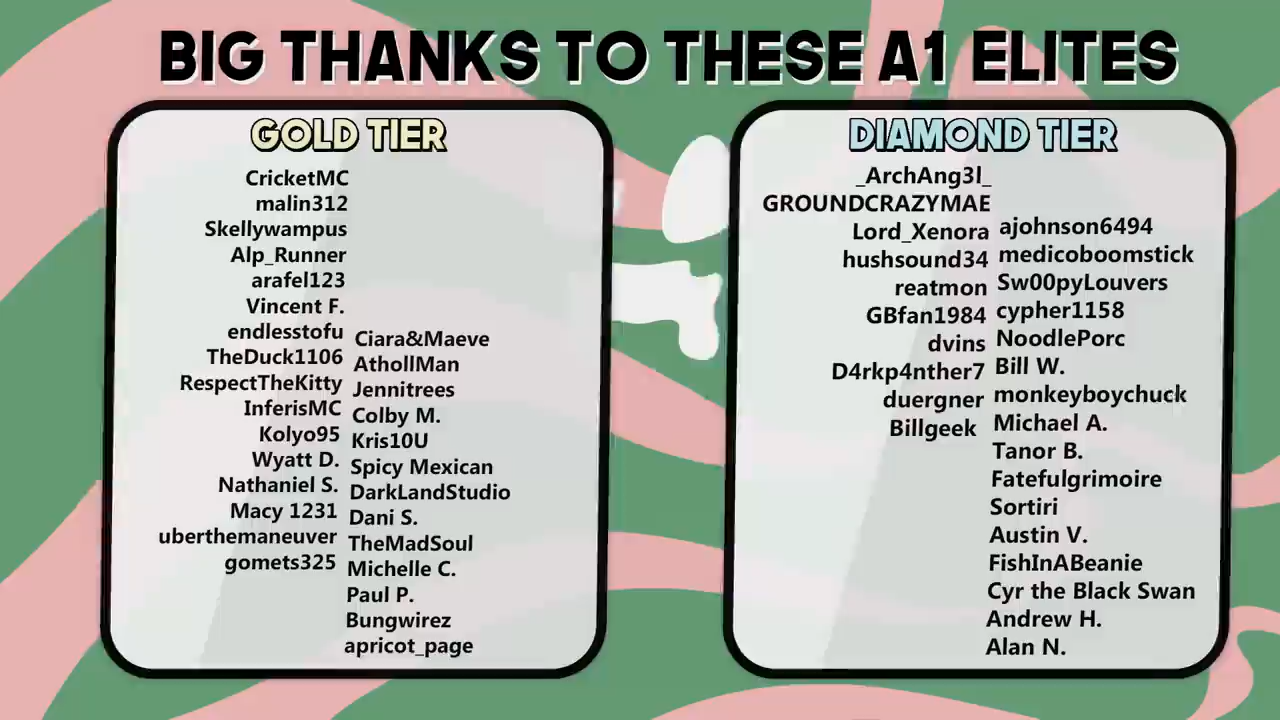 BIG THANKS TO THESE A1 ELITES
GOLD TIER
CricketMC
malin312
Skellywampus
Alp_Runner
arafel123
Vincent F.
endlesstofu
TheDuck1106
RespectTheKitty
InferisMC
Kolyo95
Wyatt D.
Nathaniel S.
Macy 1231
uberthemaneuver
gomets325
Ciara&Maeve
AthollMan
Jennitrees
Colby M.
Kris10U
Spicy Mexican
DarkLandStudio
Dani S.
TheMadSoul
Michelle C.
Paul P.
Bungwirez
apricot_page
DIAMOND TIER
_ArchAng3l_
GROUNDCRAZYMAE
Lord_Xenora
hushsound34
reatmon
GBfan1984
dvins
D4rkp4nther7
duergner
Billgeek
ajohnson6494
medicoboomstick
Sw00pyLouvers
cypher1158
NoodlePorc
Bill W.
monkeyboychuck
Michael A.
Tanor B.
Fatefulgrimoire
Sortiri
Austin V.
FishInABeanie
Cyr the Black Swan
Andrew H.
Alan N.